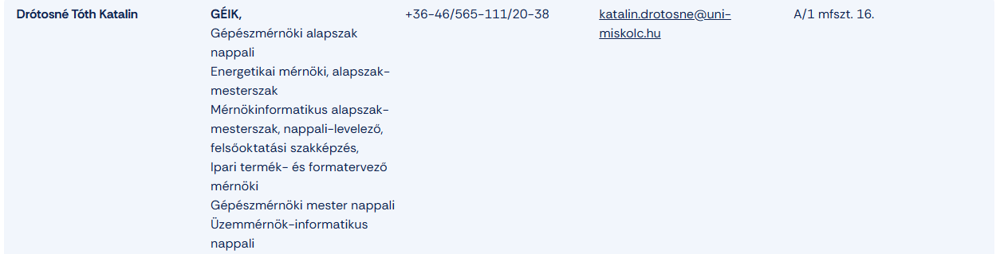 Drótosné Tóth Katalin
GÉIK,
Gépészmérnöki alapszak
nappali
Energetikai mérnöki, alapszak-
mesterszak
Mérnökinformatikus alapszak-
mesterszak, nappali-levelező,
felsőoktatási szakképzés,
Ipari termék- és formatervező
mérnöki
Gépészmérnöki mester nappali
Üzemmérnök-informatikus
nappali
+36-46/565-111/20-38
katalin.drotosne@uni-
miskolc.hu
A/1 mfszt. 16.